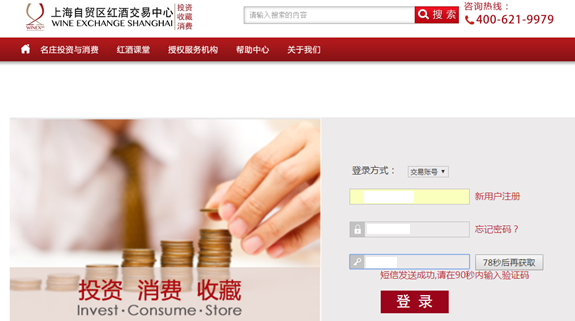 上海自贸区红酒交易中心
WINE EXCHANGE SHANGHAI
投资
收藏
消费
请输入搜索的内容
搜 索
咨询热线：
400-621-9979
名庄投资与消费 红酒课堂 授权服务机构 帮助中心 关于我们
登录方式： 交易账号
新用户注册
忘记密码？
78秒后再获取
短信发送成功,请在90秒内输入验证码
登 录
投资 消费 收藏
Invest·Consume·Store